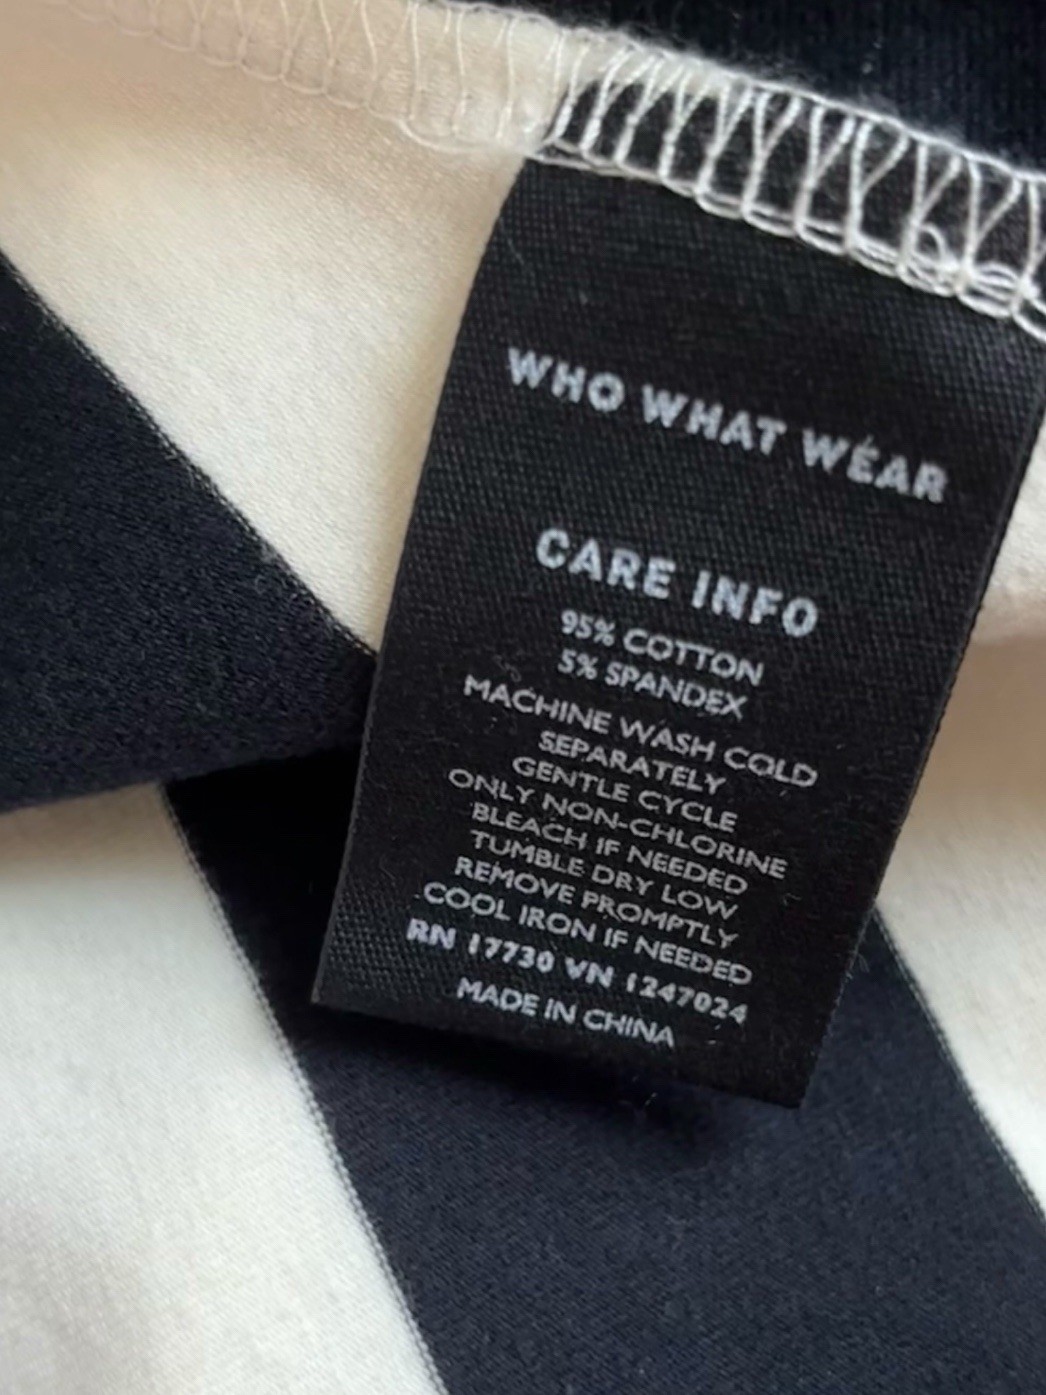 WHO WHAT WEAR
CARE INFO
95% COTTON
5% SPANDEX
MACHINE WASH COLD
SEPARATELY
GENTLE CYCLE
ONLY NON-CHLORINE
BLEACH IF NEEDED
TUMBLE DRY LOW
REMOVE PROMPTLY
COOL IRON IF NEEDED
RN 17730 VN 1247024
MADE IN CHINA